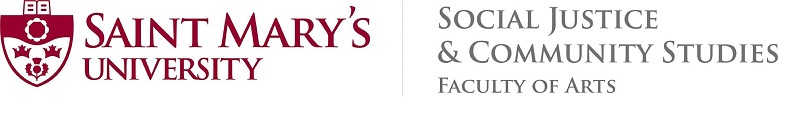 SAINT MARY'S
UNIVERSITY
SOCIAL JUSTICE
& COMMUNITY STUDIES
FACULTY OF ARTS